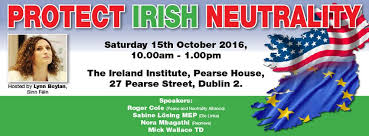 PROTECT IRISH NEUTRALITY
Saturday 15th October 2016,
10.00am - 1.00pm
The Ireland Institute, Pearse House,
27 Pearse Street, Dublin 2.
Hosted by Lynn Boylan,
Sinn Féin
Speakers:
Roger Cole (Peace and Neutrality Alliance)
Sabine Lösing MEP (Die Linke)
Nora Mbagathi
Mick Wallace TD